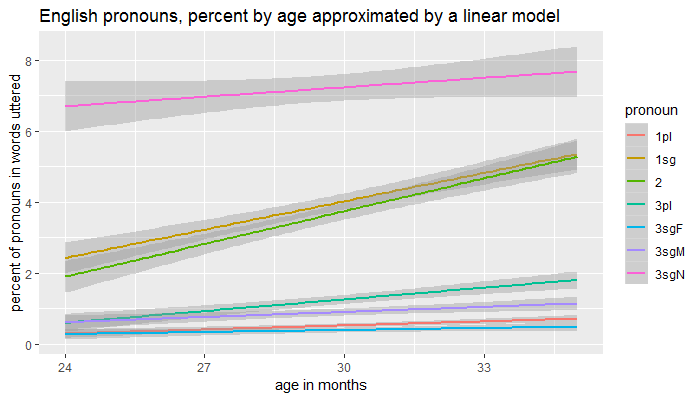 English pronouns, percent by age approximated by a linear model
percent of pronouns in words uttered
8
6
4
2
0
24
27
30
33
age in months
pronoun
1pl
1sg
2
3pl
3sgF
3sgM
3sgN